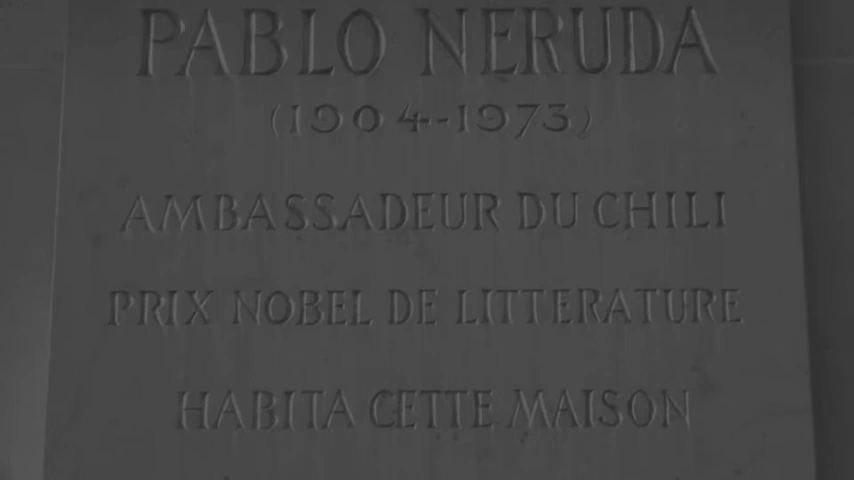 PABLO NERUDA
(1904-1973)
AMBASSADEUR DU CHILI
PRIX NOBEL DE LITTERATURE
HABITA CETTE MAISON